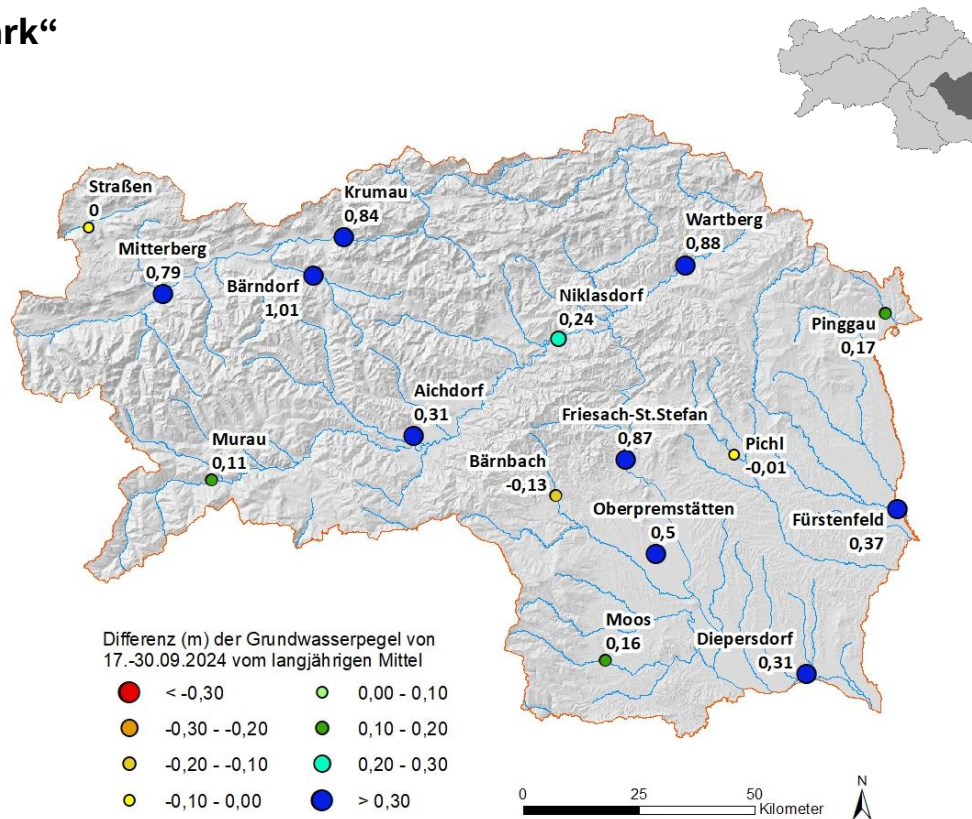 ark“
Straßen
0
Krumau
0,84
Wartberg
0,88
Mitterberg
0,79
Bärndorf
1,01
Niklasdorf
0,24
Pinggau
0,17
Aichdorf
0,31
Friesach-St.Stefan
0,87
Pichl
-0,01
Murau
0,11
Bärnbach
-0,13
Oberpremstätten
0,5
Fürstenfeld
0,37
Moos
0,16
Diepersdorf
0,31
Differenz (m) der Grundwasserpegel von
17.-30.09.2024 vom langjährigen Mittel
< -0,30
-0,30 - -0,20
-0,20 - -0,10
-0,10 - 0,00
0,00 - 0,10
0,10 - 0,20
0,20 - 0,30
> 0,30
0 25 50
Kilometer
N